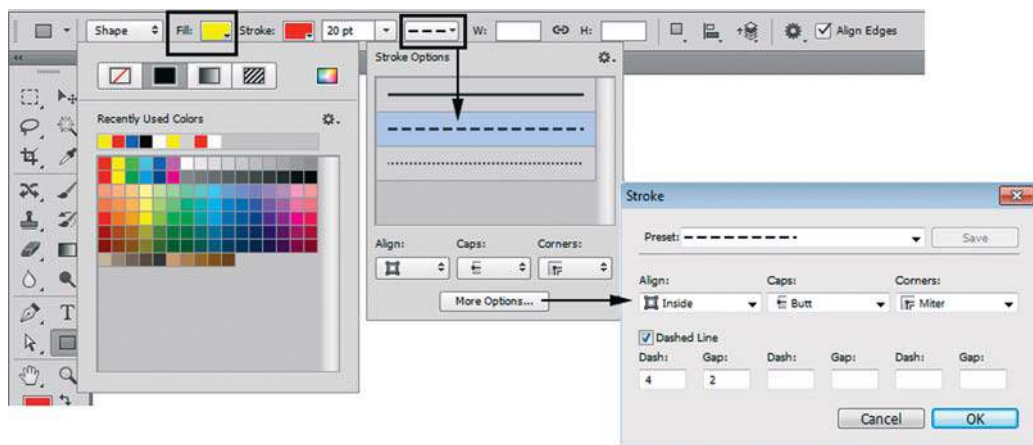 Shape Fill: Stroke: 20 pt W: H: Align Edges
Recently Used Colors
Stroke Options
Align: Caps: Corners:
More Options...
Stroke
Preset: Save
Align: Caps: Corners:
Inside Butt Miter
Dashed Line
Dash: Gap: Dash: Gap: Dash: Gap:
4 2
Cancel OK
T